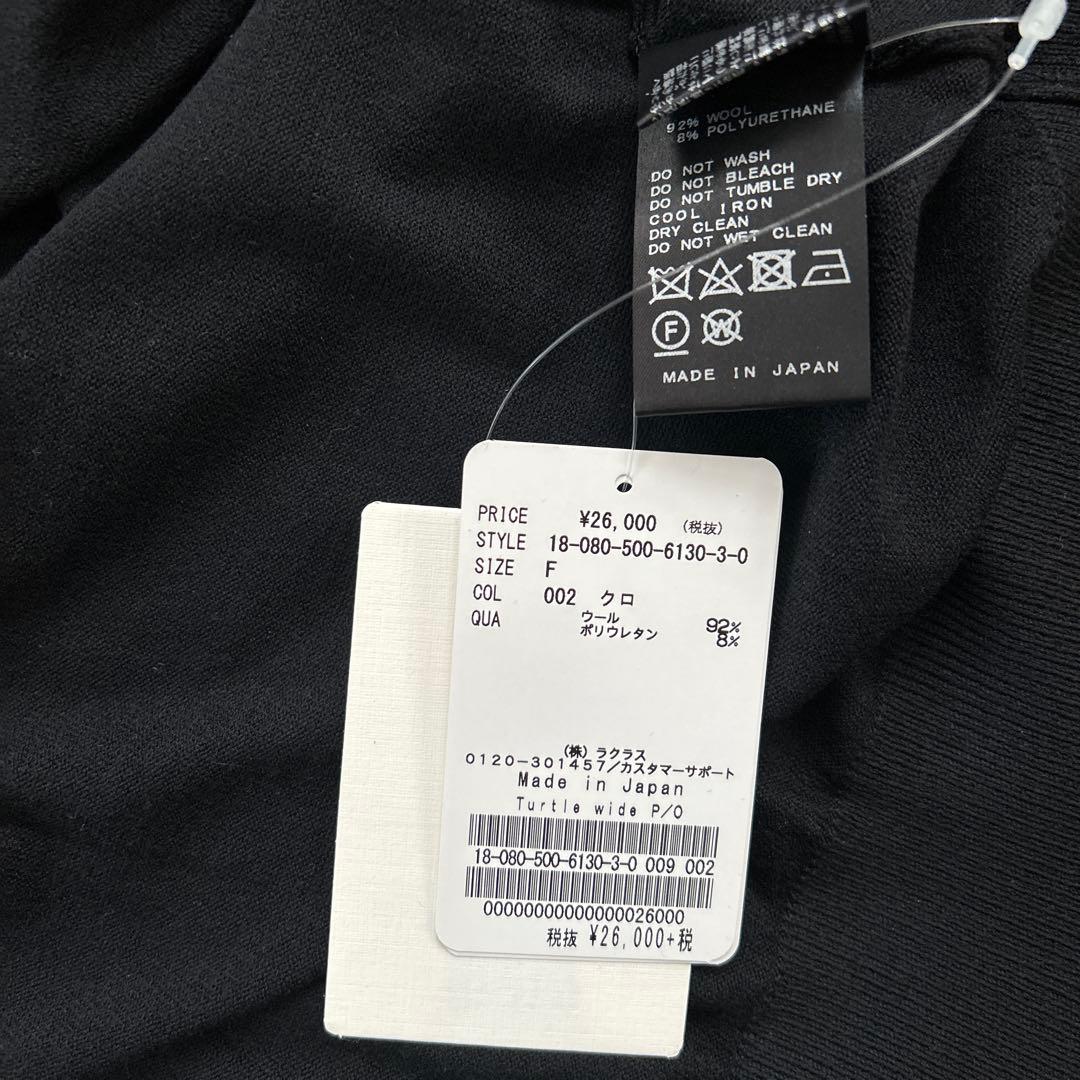 92% WOOL
8% POLYURETHANE
DO NOT WASH
DO NOT BLEACH
DO NOT TUMBLE DRY
COOL IRON
DRY CLEAN
DO NOT WET CLEAN
F W
MADE IN JAPAN
PRICE ¥26,000 (税抜)
STYLE 18-080-500-6130-3-0
SIZE F
COL 002 クロ
QUA ウール 92%
ポリウレタン 8%
(株) ラクラス
0120-301457/カスタマーサポート
Made in Japan
Turtle wide P/O
18-080-500-6130-3-0 009 002
00000000000000026000
税抜 ¥26,000+税